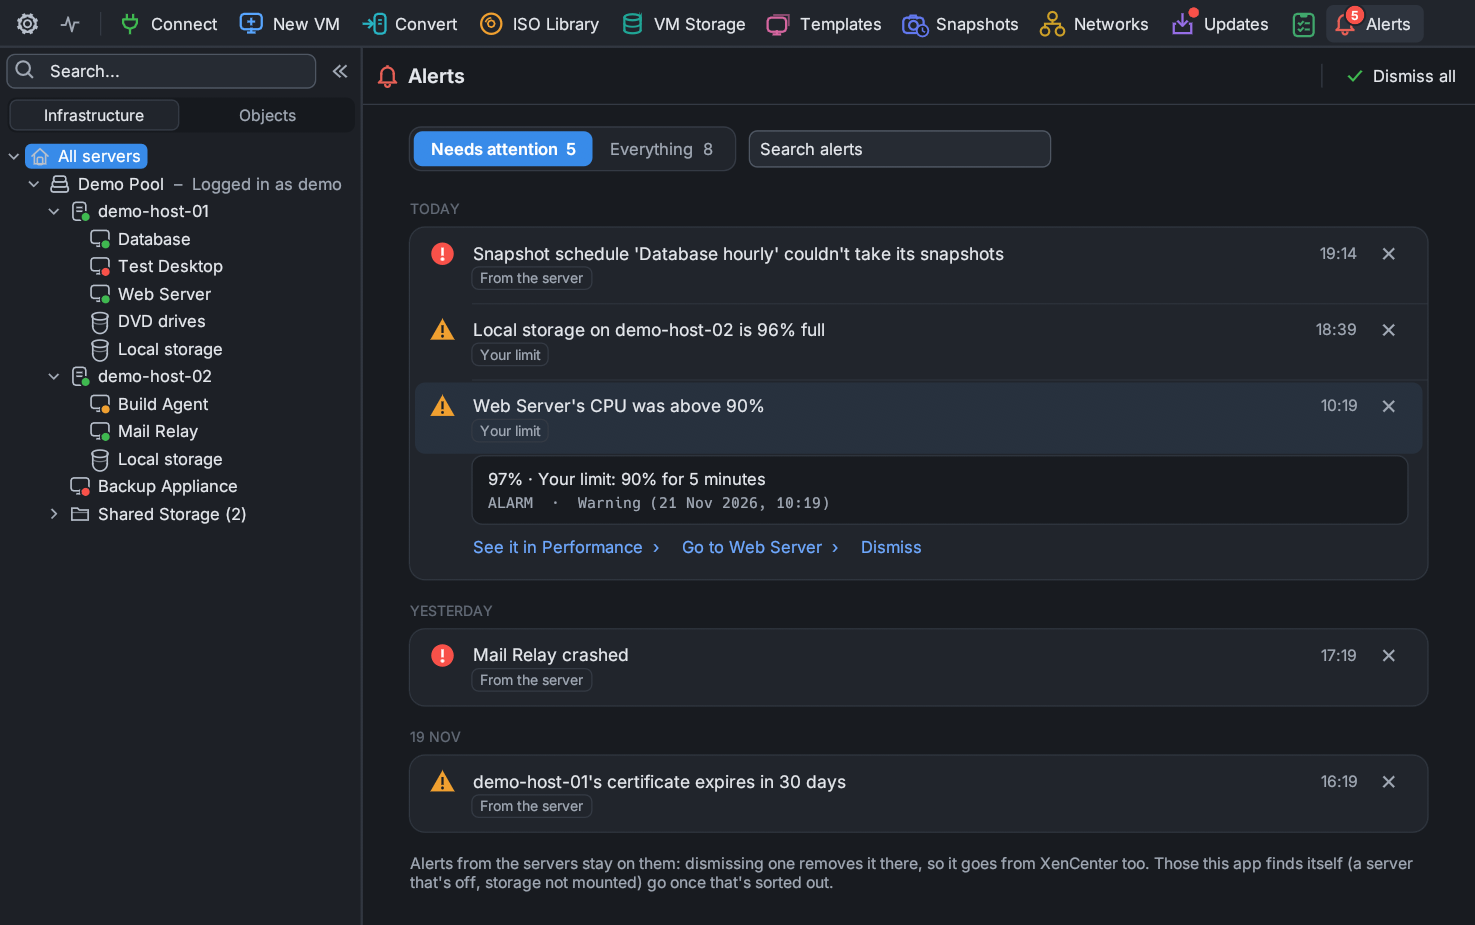 Connect
New VM
Convert
ISO Library
VM Storage
Templates
Snapshots
Networks
Updates
5
Alerts
Search...
Infrastructure
Objects
All servers
Demo Pool – Logged in as demo
demo-host-01
Database
Test Desktop
Web Server
DVD drives
Local storage
demo-host-02
Build Agent
Mail Relay
Local storage
Backup Appliance
Shared Storage (2)
Alerts
Dismiss all
Needs attention 5
Everything 8
Search alerts
TODAY
Snapshot schedule 'Database hourly' couldn't take its snapshots
19:14
From the server
Local storage on demo-host-02 is 96% full
18:39
Your limit
Web Server's CPU was above 90%
10:19
Your limit
97% · Your limit: 90% for 5 minutes
ALARM · Warning (21 Nov 2026, 10:19)
See it in Performance ›
Go to Web Server ›
Dismiss
YESTERDAY
Mail Relay crashed
17:19
From the server
19 NOV
demo-host-01's certificate expires in 30 days
16:19
From the server
Alerts from the servers stay on them: dismissing one removes it there, so it goes from XenCenter too. Those this app finds itself (a server
that's off, storage not mounted) go once that's sorted out.